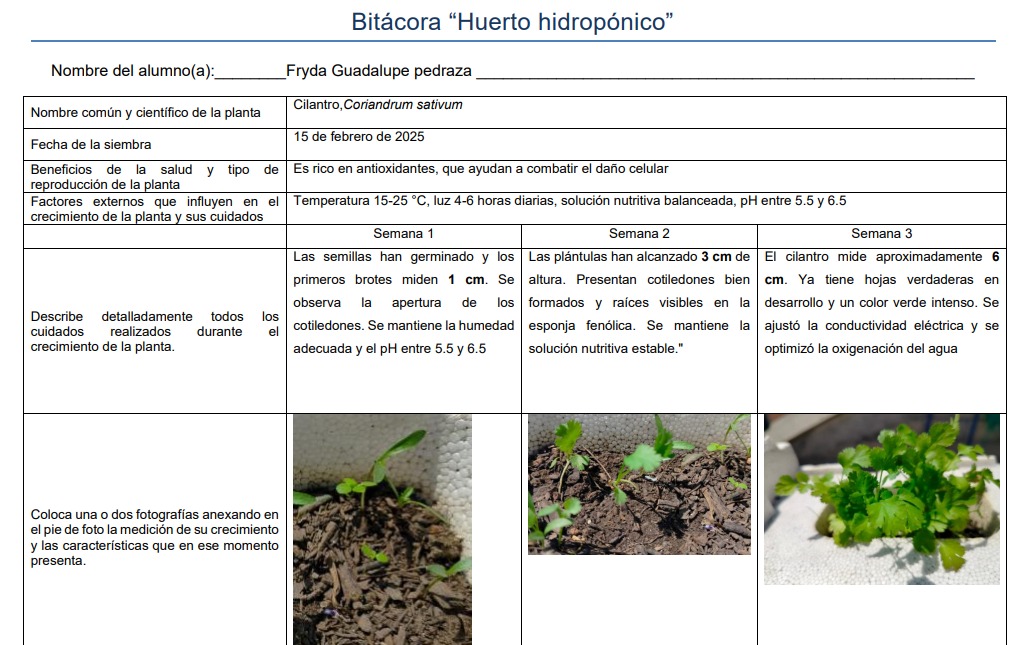 Bitácora “Huerto hidropónico”
Nombre del alumno(a):________Fryda Guadalupe pedraza ________________________________________________________
Nombre común y científico de la planta
Cilantro,Coriandrum sativum
Fecha de la siembra
15 de febrero de 2025
Beneficios de la salud y tipo de
reproducción de la planta
Es rico en antioxidantes, que ayudan a combatir el daño celular
Factores externos que influyen en el
crecimiento de la planta y sus cuidados
Temperatura 15-25 °C, luz 4-6 horas diarias, solución nutritiva balanceada, pH entre 5.5 y 6.5
Semana 1
Semana 2
Semana 3
Describe detalladamente todos los
cuidados realizados durante el
crecimiento de la planta.
Las semillas han germinado y los
primeros brotes miden 1 cm. Se
observa la apertura de los
cotiledones. Se mantiene la humedad
adecuada y el pH entre 5.5 y 6.5
Las plántulas han alcanzado 3 cm de
altura. Presentan cotiledones bien
formados y raíces visibles en la
esponja fenólica. Se mantiene la
solución nutritiva estable."
El cilantro mide aproximadamente 6
cm. Ya tiene hojas verdaderas en
desarrollo y un color verde intenso. Se
ajustó la conductividad eléctrica y se
optimizó la oxigenación del agua
Coloca una o dos fotografías anexando en
el pie de foto la medición de su crecimiento
y las características que en ese momento
presenta.